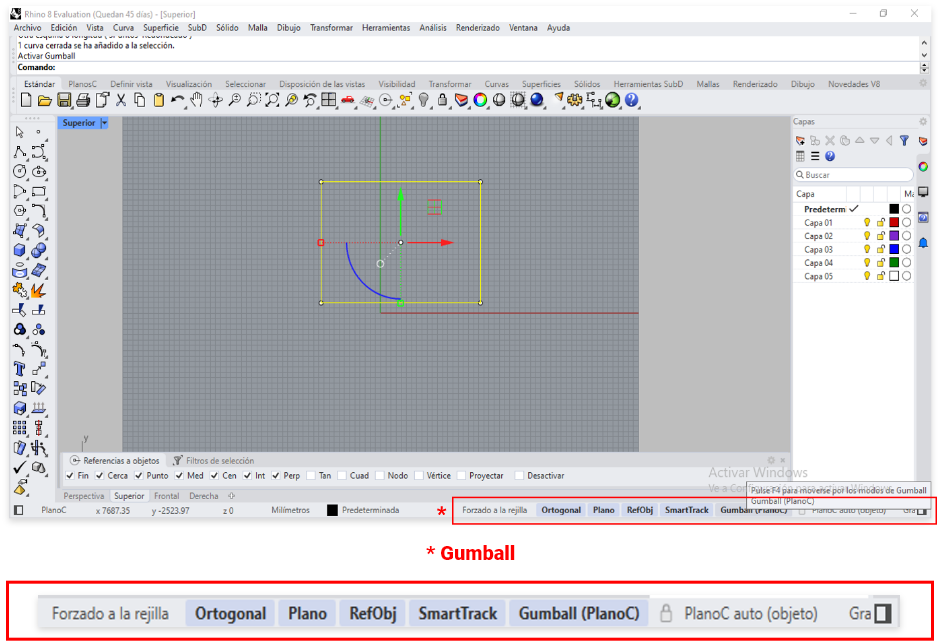 Rhino 8 Evaluation (Quedan 45 días) - [Superior]
Archivo Edición Vista Curva Superficie SubD Sólido Malla Dibujo Transformar Herramientas Análisis Renderizado Ventana Ayuda
1 curva cerrada se ha añadido a la selección.
Activar Gumball
Comando:
Estándar PlanosC Definir vista Visualización Seleccionar Disposición de las vistas Visibilidad Transformar Curvas Superficies Sólidos Herramientas SubD Mallas Renderizado Dibujo Novedades V8
Superior
Capas
Buscar
Capa Ma
Predeterm
Capa 01
Capa 02
Capa 03
Capa 04
Capa 05
y
Referencias a objetos Filtros de selección
Fin Cerca Punto Med Cen Int Perp Tan Cuad Nodo Vértice Proyectar Desactivar
Activar Windows
Perspectiva Superior Frontal Derecha
Pulse F4 para moverse por los modos de Gumball
Gumball (PlanoC)
PlanoC x 7687.35 y -2523.97 z 0 Milímetros Predeterminada * Forzado a la rejilla Ortogonal Plano RefObj SmartTrack Gumball (PlanoC) PlanoC auto (objeto) Gra
* Gumball
Forzado a la rejilla Ortogonal Plano RefObj SmartTrack Gumball (PlanoC) PlanoC auto (objeto) Gra